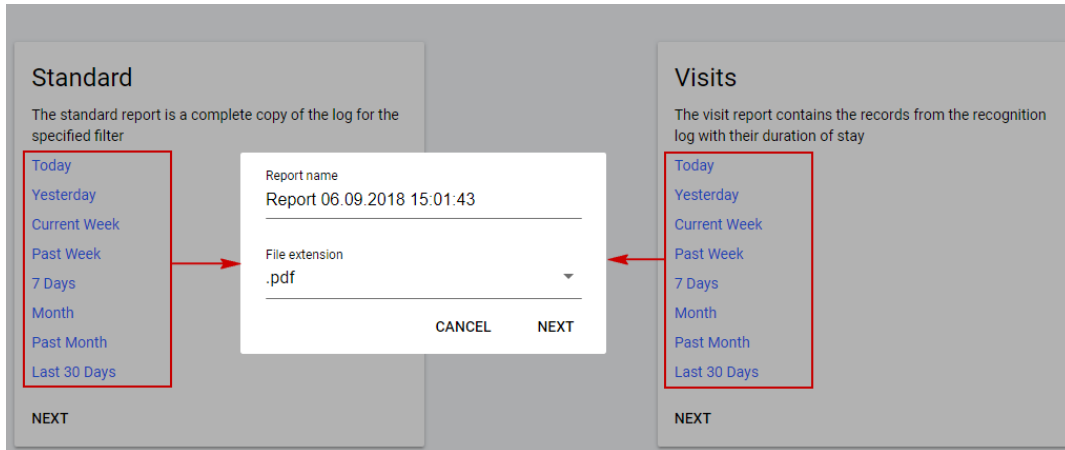 Standard
The standard report is a complete copy of the log for the
specified filter
Today
Yesterday
Current Week
Past Week
7 Days
Month
Past Month
Last 30 Days
NEXT
Report name
Report 06.09.2018 15:01:43
File extension
.pdf
CANCEL NEXT
Visits
The visit report contains the records from the recognition
log with their duration of stay
Today
Yesterday
Current Week
Past Week
7 Days
Month
Past Month
Last 30 Days
NEXT